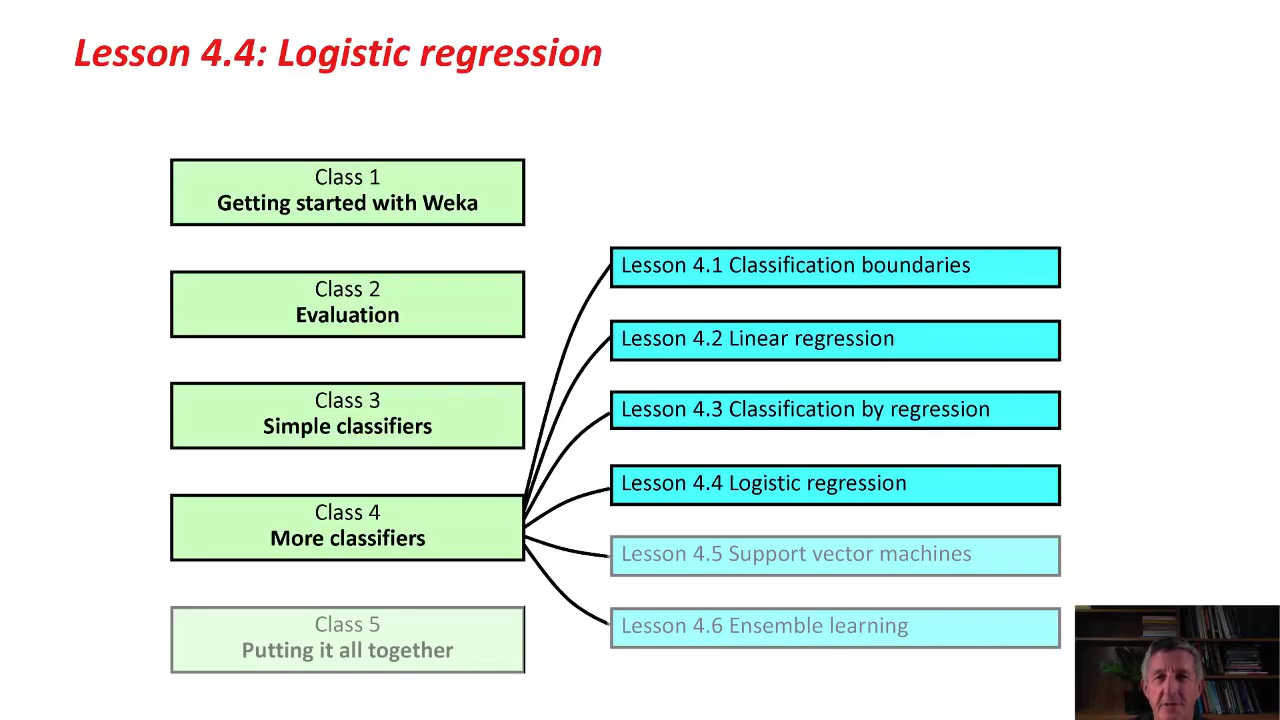 Lesson 4.4: Logistic regression
Class 1
Getting started with Weka
Class 2
Evaluation
Class 3
Simple classifiers
Class 4
More classifiers
Class 5
Putting it all together
Lesson 4.1 Classification boundaries
Lesson 4.2 Linear regression
Lesson 4.3 Classification by regression
Lesson 4.4 Logistic regression
Lesson 4.5 Support vector machines
Lesson 4.6 Ensemble learning